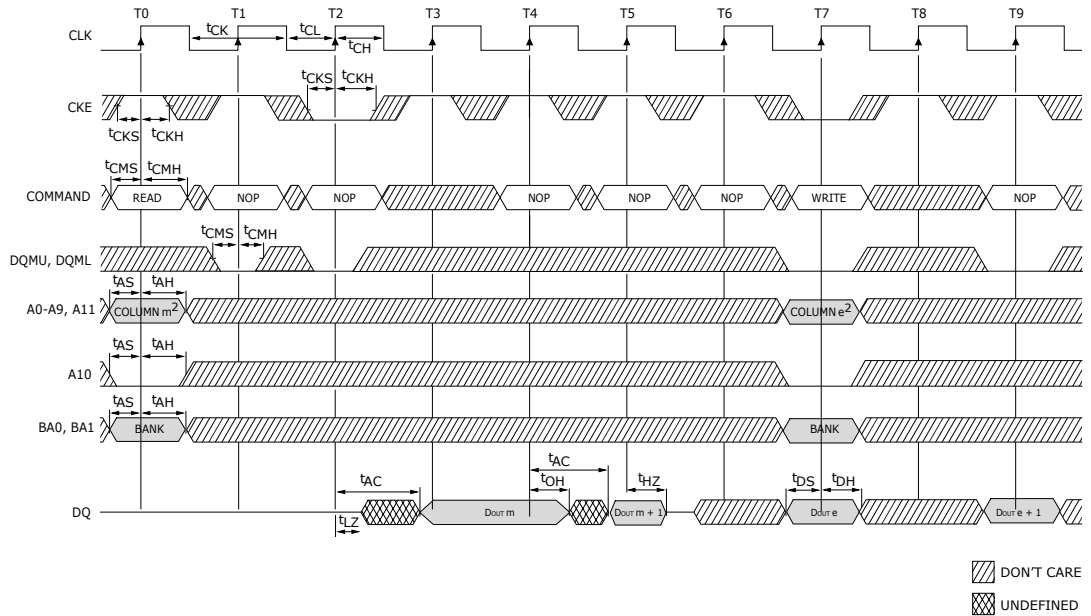 T0 T1 T2 T3 T4 T5 T6 T7 T8 T9
CLK
tCK tCL tCH
CKE
tCKS tCKH
tCKS tCKH
tCMS tCMH
COMMAND
READ NOP NOP NOP NOP NOP WRITE NOP
tCMS tCMH
DQMU, DQML
tAS tAH
A0-A9, A11
COLUMN m2 COLUMN e2
tAS tAH
A10
tAS tAH
BA0, BA1
BANK BANK
tAC tAC
tOH tHZ tDS tDH
DQ
DOUT m DOUT m + 1 DOUT e DOUT e + 1
tLZ
DON'T CARE
UNDEFINED